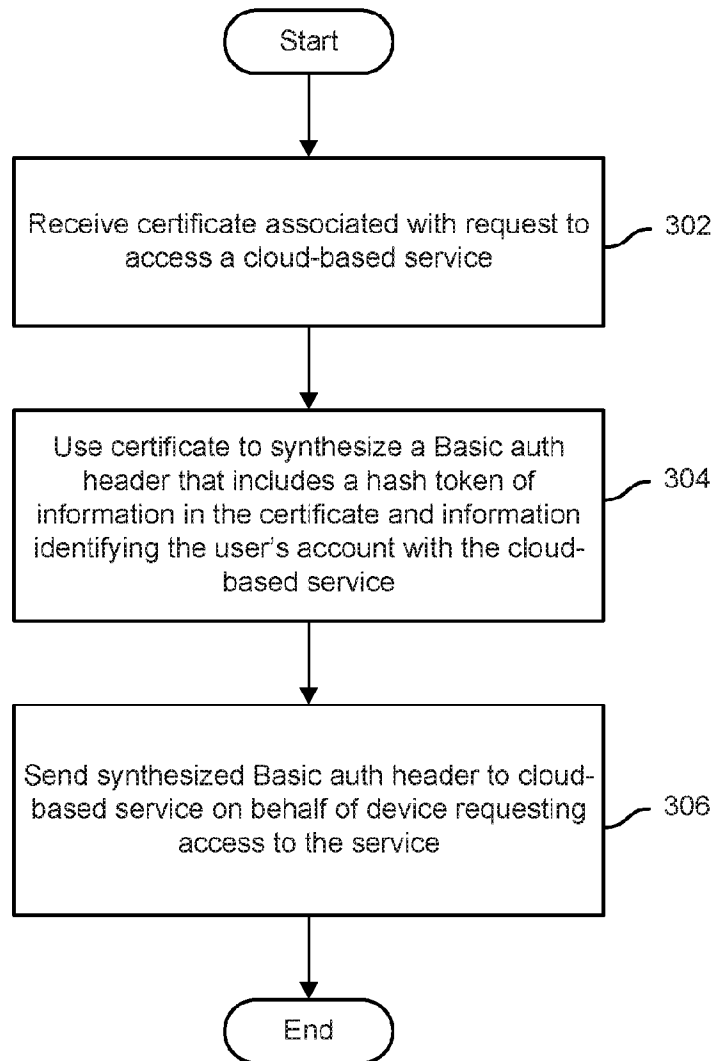 Start
Receive certificate associated with request to
access a cloud-based service
302
Use certificate to synthesize a Basic auth
header that includes a hash token of
information in the certificate and information
identifying the user's account with the cloud-
based service
304
Send synthesized Basic auth header to cloud-
based service on behalf of device requesting
access to the service
306
End